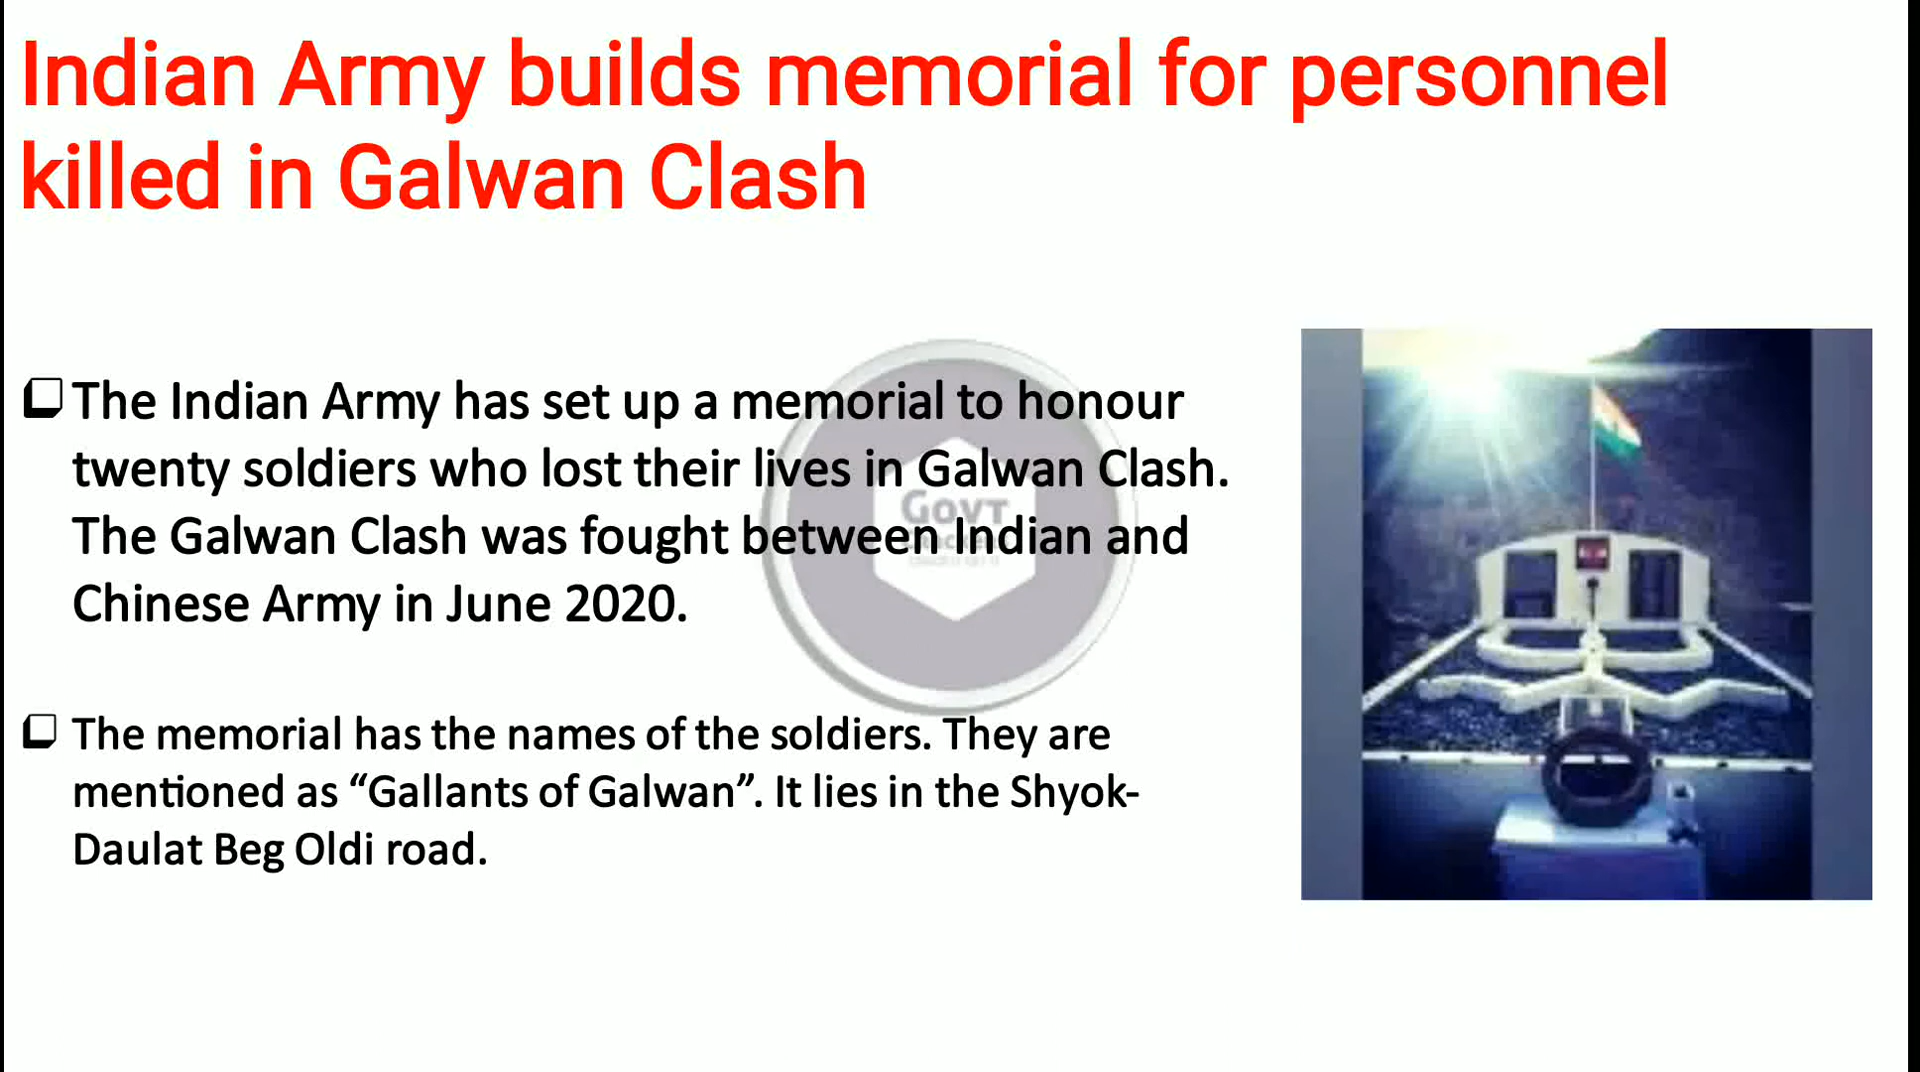 Indian Army builds memorial for personnel
killed in Galwan Clash
The Indian Army has set up a memorial to honour
twenty soldiers who lost their lives in Galwan Clash.
The Galwan Clash was fought between Indian and
Chinese Army in June 2020.
GOVT
The memorial has the names of the soldiers. They are
mentioned as “Gallants of Galwan”. It lies in the Shyok-
Daulat Beg Oldi road.